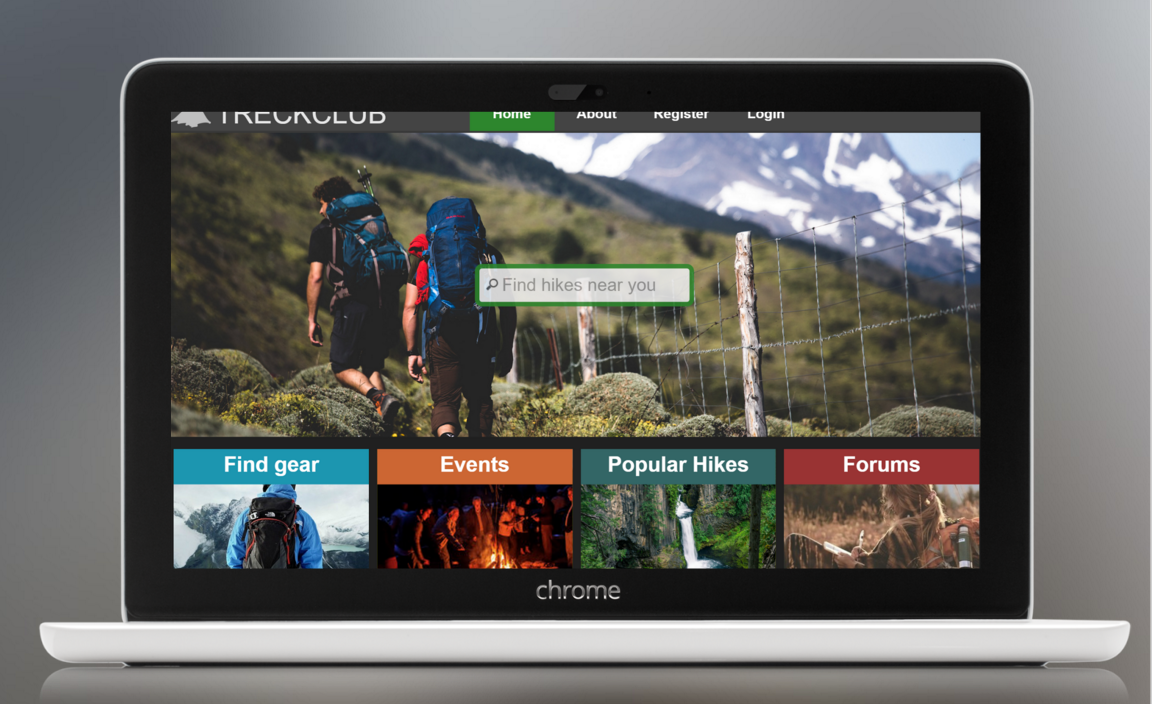 TRECKCLUB
Home About Register Login
Find hikes near you
Find gear Events Popular Hikes Forums
chrome